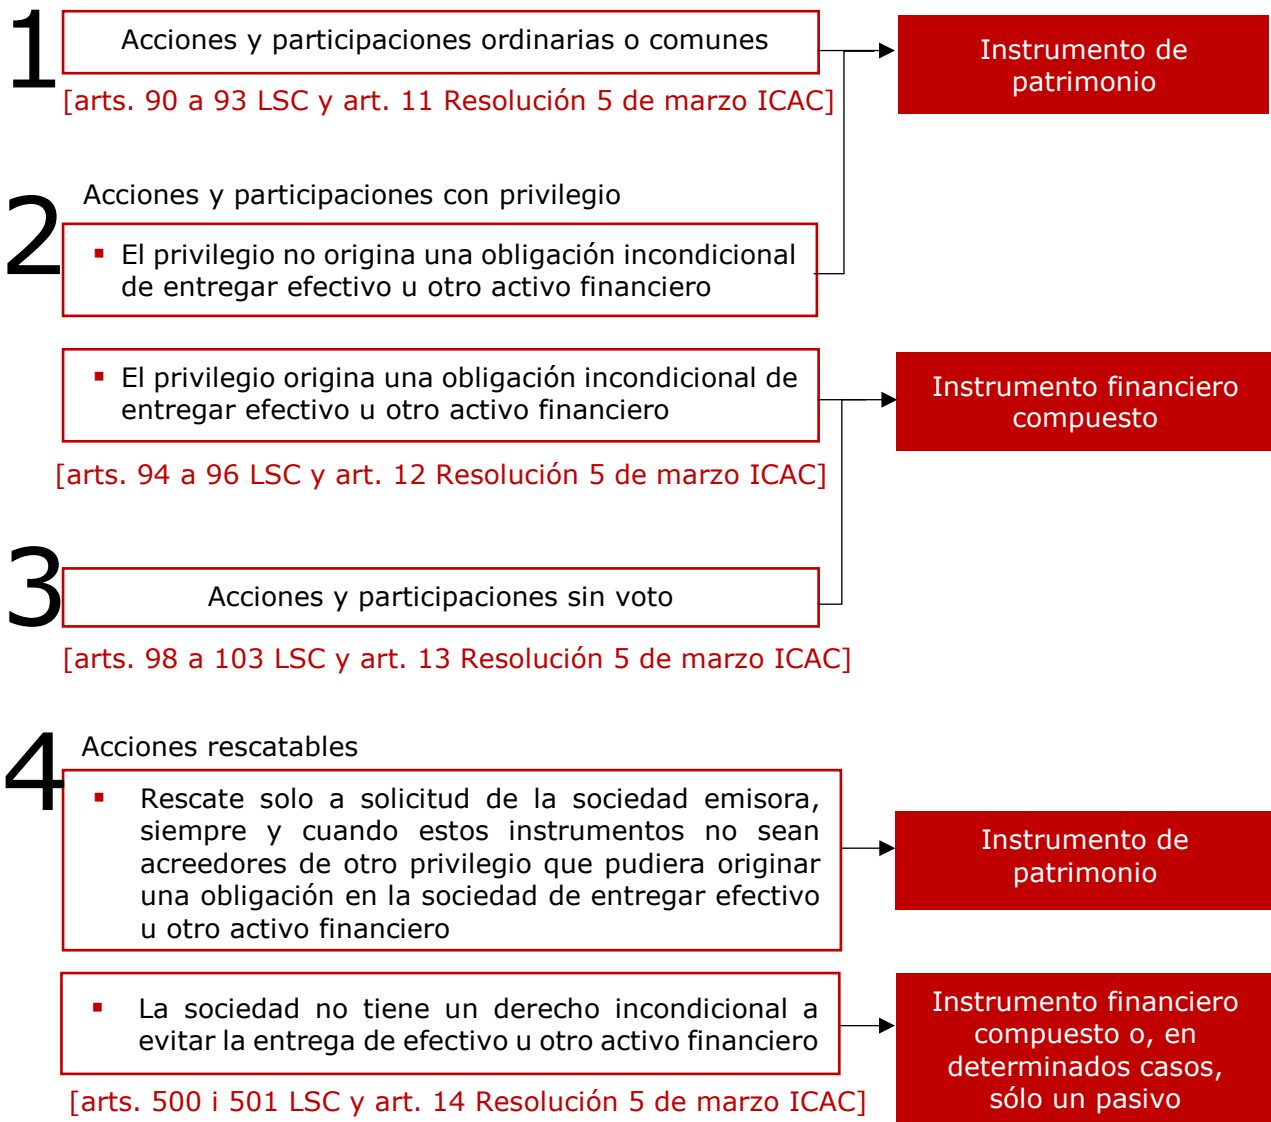 1
Acciones y participaciones ordinarias o comunes
Instrumento de
patrimonio
[arts. 90 a 93 LSC y art. 11 Resolución 5 de marzo ICAC]
2
Acciones y participaciones con privilegio
▪ El privilegio no origina una obligación incondicional
de entregar efectivo u otro activo financiero
▪ El privilegio origina una obligación incondicional de
entregar efectivo u otro activo financiero
Instrumento financiero
compuesto
[arts. 94 a 96 LSC y art. 12 Resolución 5 de marzo ICAC]
3
Acciones y participaciones sin voto
[arts. 98 a 103 LSC y art. 13 Resolución 5 de marzo ICAC]
4
Acciones rescatables
▪ Rescate solo a solicitud de la sociedad emisora,
siempre y cuando estos instrumentos no sean
acreedores de otro privilegio que pudiera originar
una obligación en la sociedad de entregar efectivo
u otro activo financiero
Instrumento de
patrimonio
▪ La sociedad no tiene un derecho incondicional a
evitar la entrega de efectivo u otro activo financiero
Instrumento financiero
compuesto o, en
determinados casos,
sólo un pasivo
[arts. 500 i 501 LSC y art. 14 Resolución 5 de marzo ICAC]